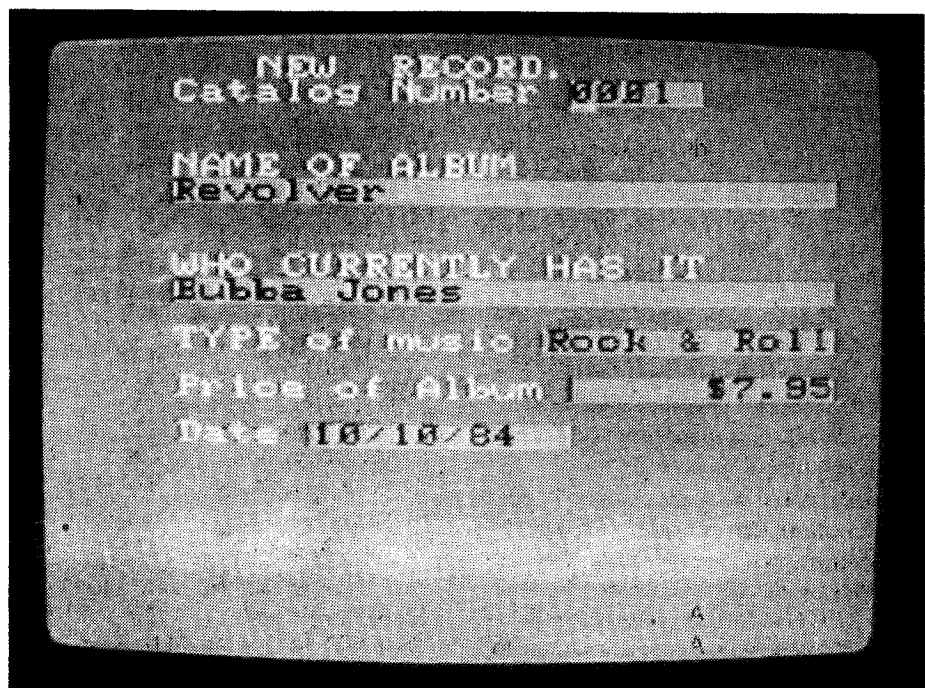 NEW RECORD.
Catalog Number 0001
NAME OF ALBUM
Revolver
WHO CURRENTLY HAS IT
Bubba Jones
TYPE of music Rock & Roll
Price of Album $7.95
Date 10/10/84